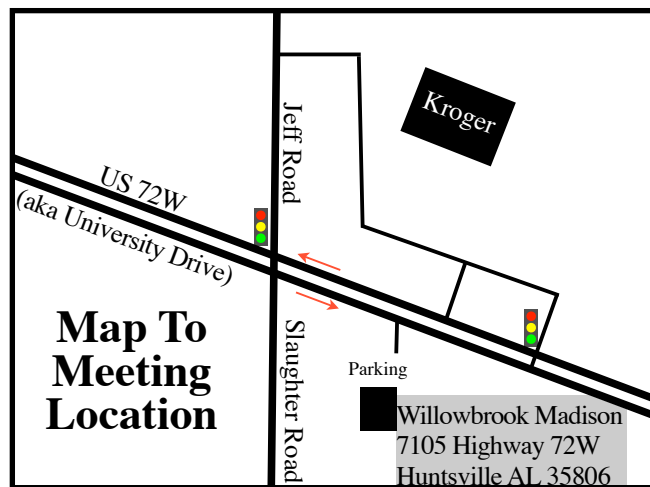 Kroger
Jeff Road
US 72W
(aka University Drive)
Map To
Meeting
Location
Slaughter Road
Parking
Willowbrook Madison
7105 Highway 72W
Huntsville AL 35806